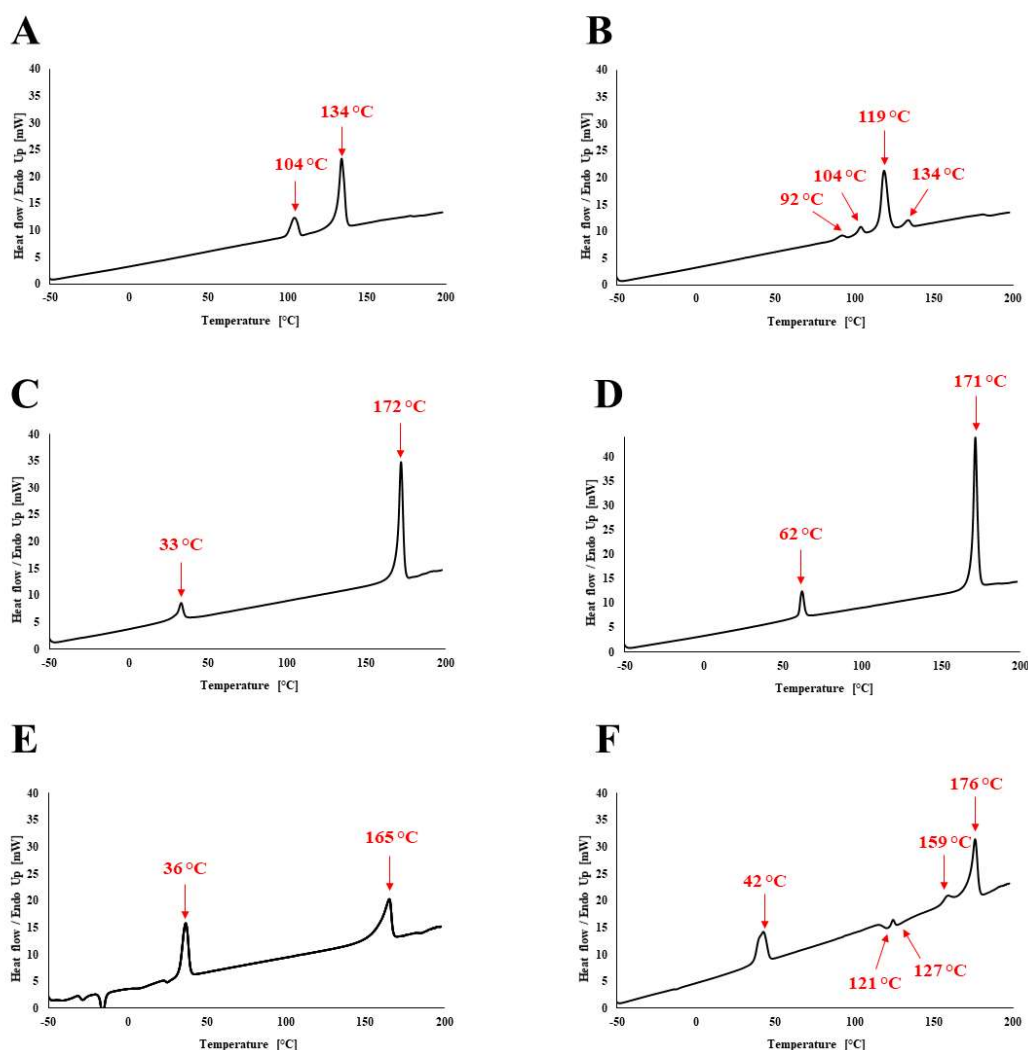 A
40
35
30
25
20
15
10
5
0
Heat flow / Endo Up [mW]
134 °C
104 °C
-50
0
50
100
150
200
Temperature [°C]
B
40
35
30
25
20
15
10
5
0
Heat flow / Endo Up [mW]
119 °C
104 °C
134 °C
92 °C
-50
0
50
100
150
200
Temperature [°C]
C
40
35
30
25
20
15
10
5
0
Heat flow / Endo Up [mW]
172 °C
33 °C
-50
0
50
100
150
200
Temperature [°C]
D
40
35
30
25
20
15
10
5
0
Heat flow / Endo Up [mW]
171 °C
62 °C
-50
0
50
100
150
200
Temperature [°C]
E
40
35
30
25
20
15
10
5
0
Heat flow / Endo Up [mW]
165 °C
36 °C
-50
0
50
100
150
200
Temperature [°C]
F
40
35
30
25
20
15
10
5
0
Heat flow / Endo Up [mW]
176 °C
159 °C
42 °C
127 °C
121 °C
-50
0
50
100
150
200
Temperature [°C]